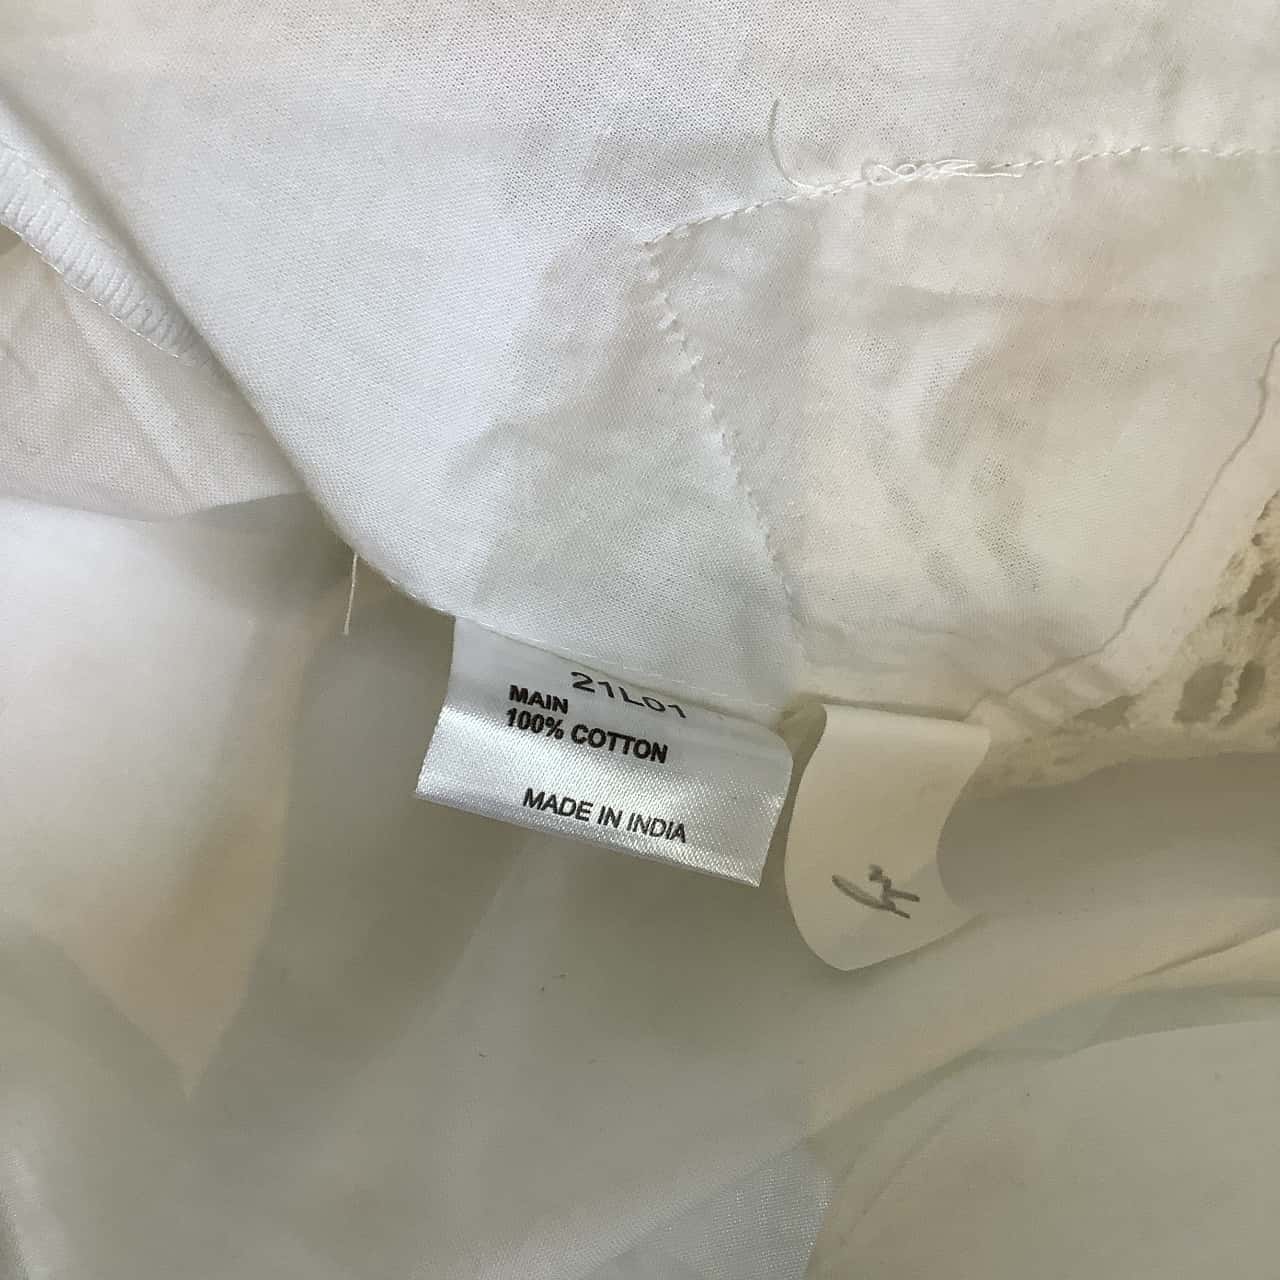 21L01
MAIN
100% COTTON
MADE IN INDIA